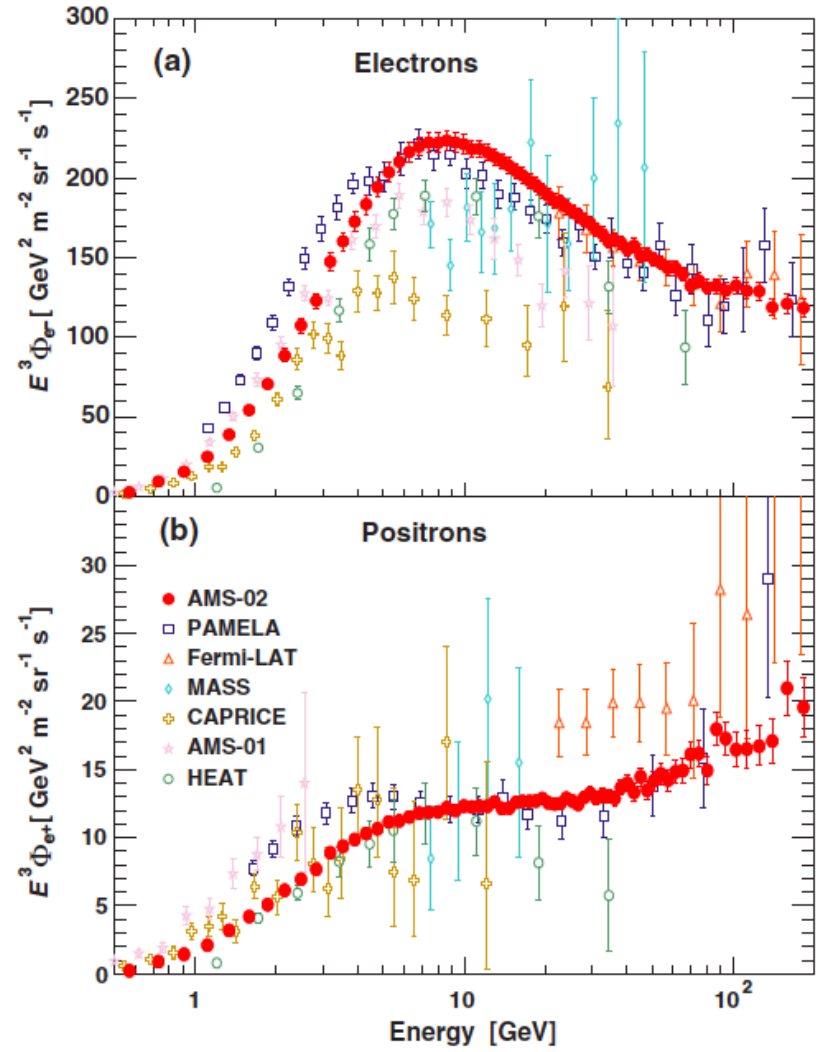 (a)
Electrons
E³Φe-[ GeV² m⁻² sr⁻¹ s⁻¹]
300
250
200
150
100
50
0
(b)
Positrons
AMS-02
PAMELA
Fermi-LAT
MASS
CAPRICE
AMS-01
HEAT
E³Φe+[ GeV² m⁻² sr⁻¹ s⁻¹]
30
25
20
15
10
5
0
1 10 10²
Energy [GeV]